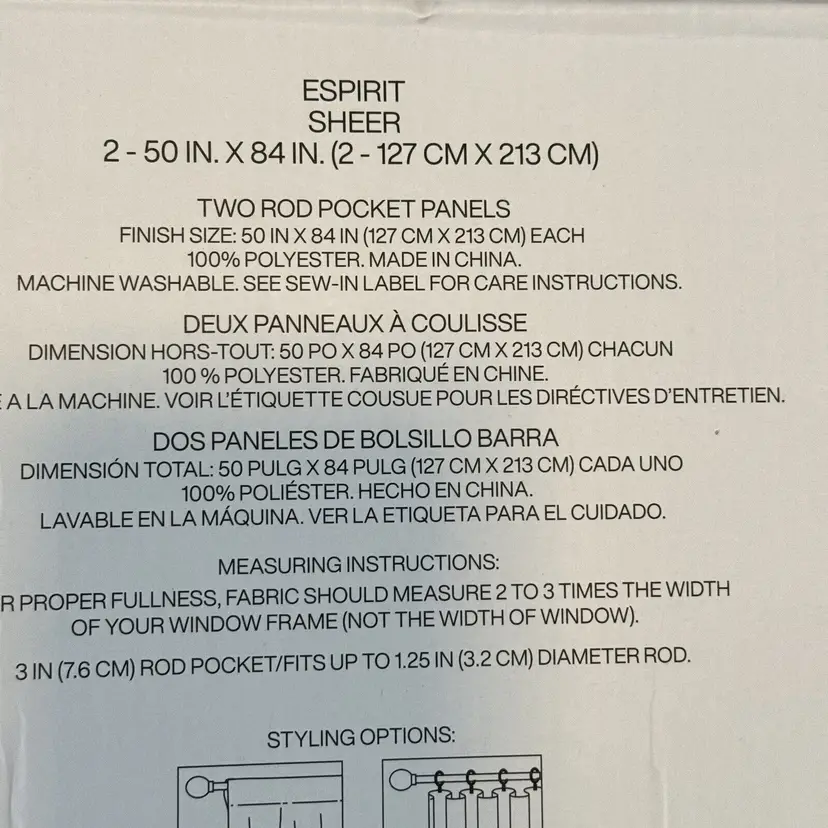 ESPIRIT
SHEER
2 - 50 IN. X 84 IN. (2 - 127 CM X 213 CM)
TWO ROD POCKET PANELS
FINISH SIZE: 50 IN X 84 IN (127 CM X 213 CM) EACH
100% POLYESTER. MADE IN CHINA.
MACHINE WASHABLE. SEE SEW-IN LABEL FOR CARE INSTRUCTIONS.
DEUX PANNEAUX À COULISSE
DIMENSION HORS-TOUT: 50 PO X 84 PO (127 CM X 213 CM) CHACUN
100 % POLYESTER. FABRIQUÉ EN CHINE.
A LA MACHINE. VOIR L'ÉTIQUETTE COUSUE POUR LES DIRÉCTIVES D'ENTRETIEN.
DOS PANELES DE BOLSILLO BARRA
DIMENSIÓN TOTAL: 50 PULG X 84 PULG (127 CM X 213 CM) CADA UNO
100% POLIÉSTER. HECHO EN CHINA.
LAVABLE EN LA MÁQUINA. VER LA ETIQUETA PARA EL CUIDADO.
MEASURING INSTRUCTIONS:
R PROPER FULLNESS, FABRIC SHOULD MEASURE 2 TO 3 TIMES THE WIDTH
OF YOUR WINDOW FRAME (NOT THE WIDTH OF WINDOW).
3 IN (7.6 CM) ROD POCKET/FITS UP TO 1.25 IN (3.2 CM) DIAMETER ROD.
STYLING OPTIONS: